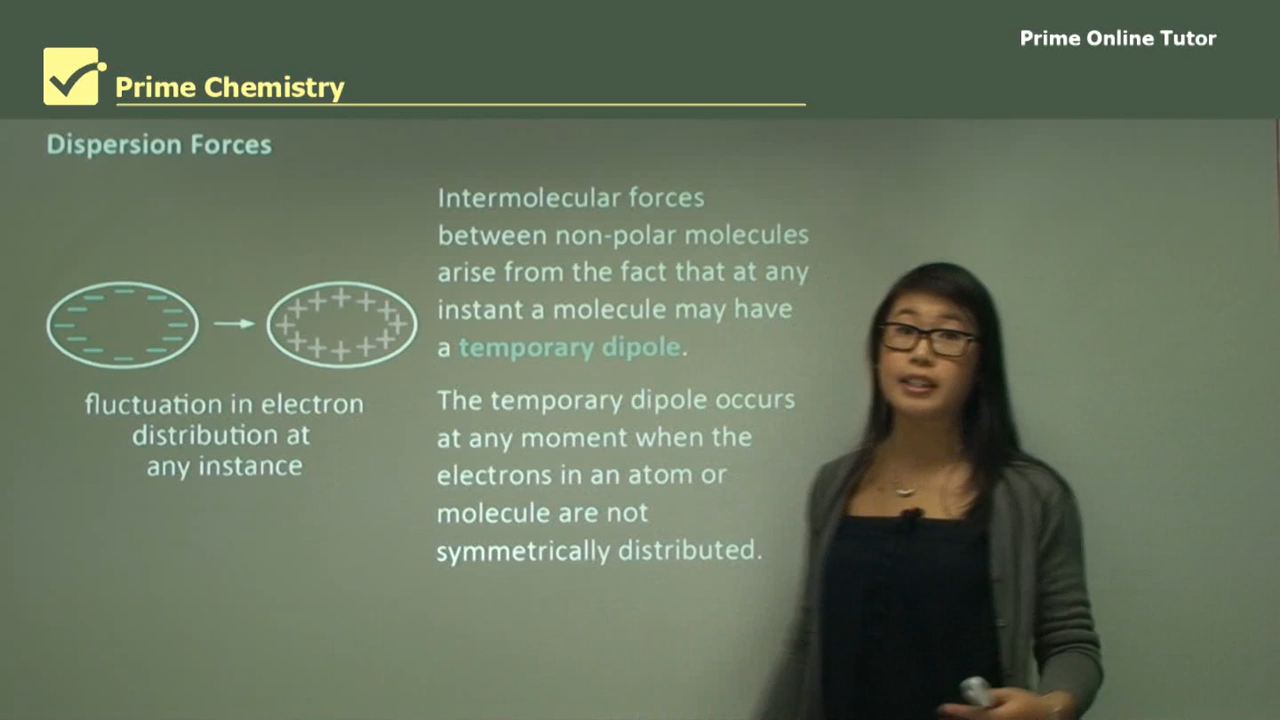 Prime Online Tutor
Prime Chemistry
Dispersion Forces
Intermolecular forces
between non-polar molecules
arise from the fact that at any
instant a molecule may have
a temporary dipole.
The temporary dipole occurs
at any moment when the
electrons in an atom or
molecule are not
symmetrically distributed.
fluctuation in electron
distribution at
any instance